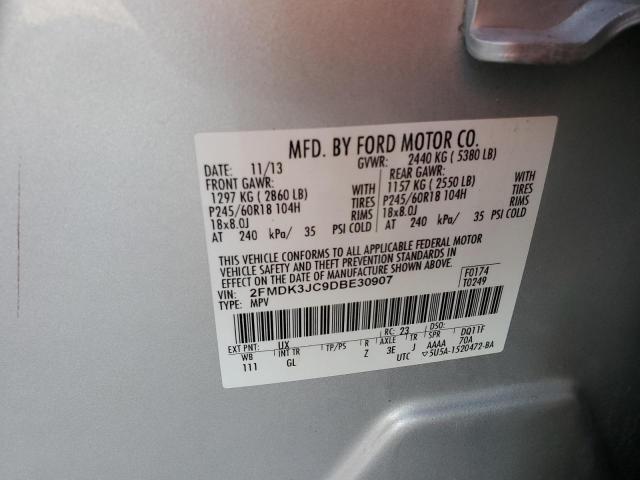 MFD. BY FORD MOTOR CO.
DATE: 11/13 GVWR: 2440 KG ( 5380 LB)
FRONT GAWR: REAR GAWR:
1297 KG ( 2860 LB) WITH 1157 KG ( 2550 LB) WITH
P245/60R18 104H TIRES P245/60R18 104H TIRES
18x8.0J RIMS 18x8.0J RIMS
AT 240 kPa/ 35 PSI COLD AT 240 kPa/ 35 PSI COLD
THIS VEHICLE CONFORMS TO ALL APPLICABLE FEDERAL MOTOR
VEHICLE SAFETY AND THEFT PREVENTION STANDARDS IN
EFFECT ON THE DATE OF MANUFACTURE SHOWN ABOVE.
VIN: 2FMDK3JC9DBE30907 F0174
TYPE: MPV T0249
EXT PNT: UX RC: 23 DSO:
WB INT TR TP/PS R AXLE TR SPR DQ11F
111 GL Z 3E J AAAA 70A
UTC ▽5U5A-1520472-BA